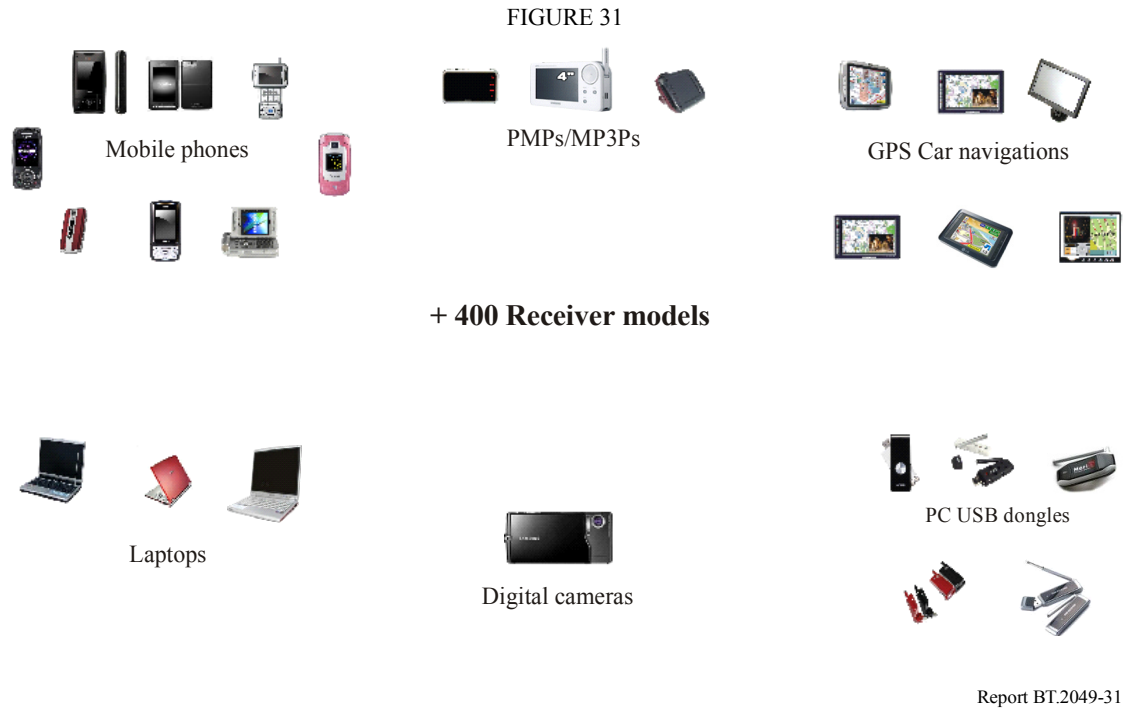 FIGURE 31
4"
Mobile phones
PMPs/MP3Ps
GPS Car navigations
+ 400 Receiver models
Laptops
PC USB dongles
Digital cameras
Report BT.2049-31